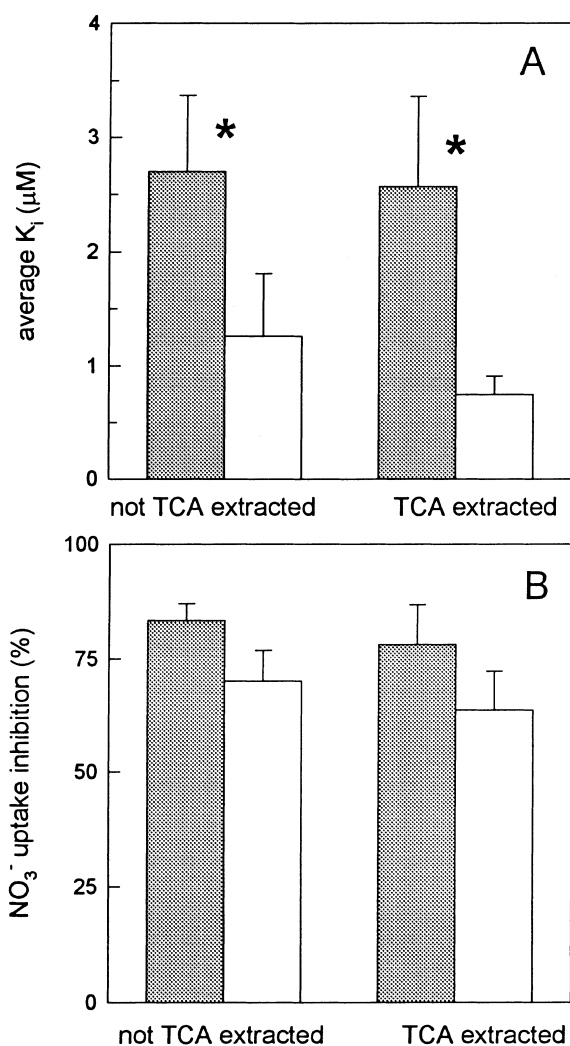 4
A
*
*
3
2
1
0
average Kᵢ (µM)
not TCA extracted TCA extracted
100
B
75
50
25
0
NO₃⁻ uptake inhibition (%)
not TCA extracted TCA extracted